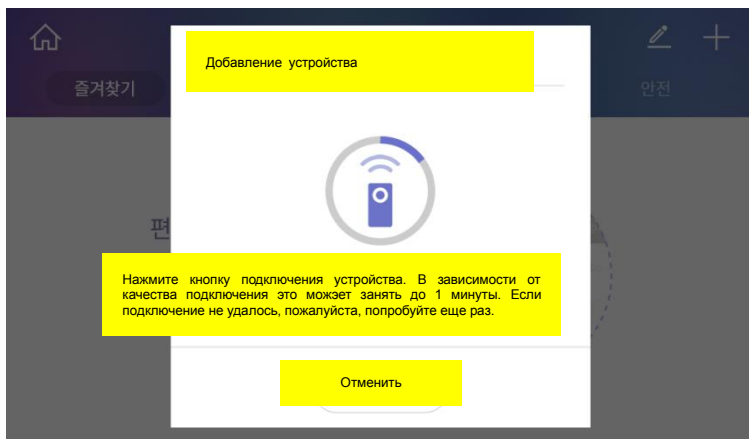 즐겨찾기
안전
Добавление устройства
편
Нажмите кнопку подключения устройства. В зависимости от
качества подключения это можэет занять до 1 минуты. Если
подключение не удалось, пожалуйста, попробуйте еще раз.
Отменить